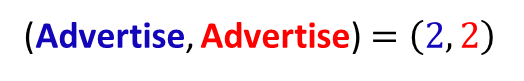 (Advertise, Advertise) = (2, 2)